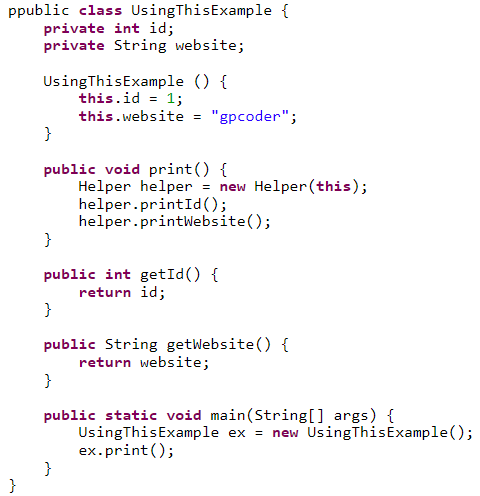 ppublic class UsingThisExample {
    private int id;
    private String website;

    UsingThisExample () {
        this.id = 1;
        this.website = "gpcoder";
    }

    public void print() {
        Helper helper = new Helper(this);
        helper.printId();
        helper.printWebsite();
    }

    public int getId() {
        return id;
    }

    public String getWebsite() {
        return website;
    }

    public static void main(String[] args) {
        UsingThisExample ex = new UsingThisExample();
        ex.print();
    }
}